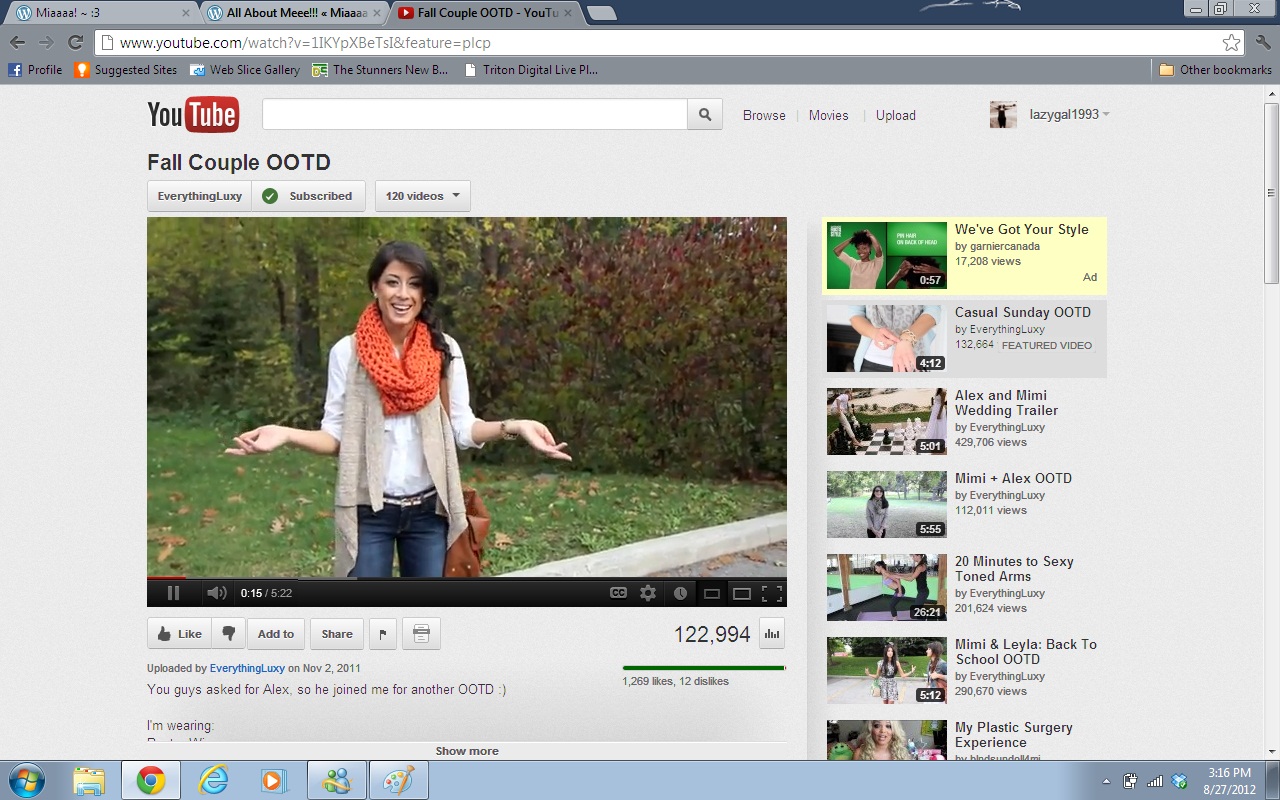 Miaaaa! ~ :3
All About Meee!!! « Miaaaa
Fall Couple OOTD - YouTu
www.youtube.com/watch?v=1IKYpXBeTsI&feature=plcp
Profile
Suggested Sites
Web Slice Gallery
The Stunners New B...
Triton Digital Live Pl...
Other bookmarks
YouTube
Browse
Movies
Upload
lazygal1993
Fall Couple OOTD
EverythingLuxy
Subscribed
120 videos
0:15 / 5:22
CC
Like
Add to
Share
122,994
Uploaded by EverythingLuxy on Nov 2, 2011
1,269 likes, 12 dislikes
You guys asked for Alex, so he joined me for another OOTD :)
I'm wearing:
Show more
PIN HAIR
ON BACK OF HEAD
0:57
We've Got Your Style
by garniercanada
17,208 views
Ad
4:12
Casual Sunday OOTD
by EverythingLuxy
132,664 FEATURED VIDEO
5:01
Alex and Mimi
Wedding Trailer
by EverythingLuxy
429,706 views
5:55
Mimi + Alex OOTD
by EverythingLuxy
112,011 views
26:21
20 Minutes to Sexy
Toned Arms
by EverythingLuxy
201,624 views
5:12
Mimi & Leyla: Back To
School OOTD
by EverythingLuxy
290,670 views
My Plastic Surgery
Experience
3:16 PM
8/27/2012